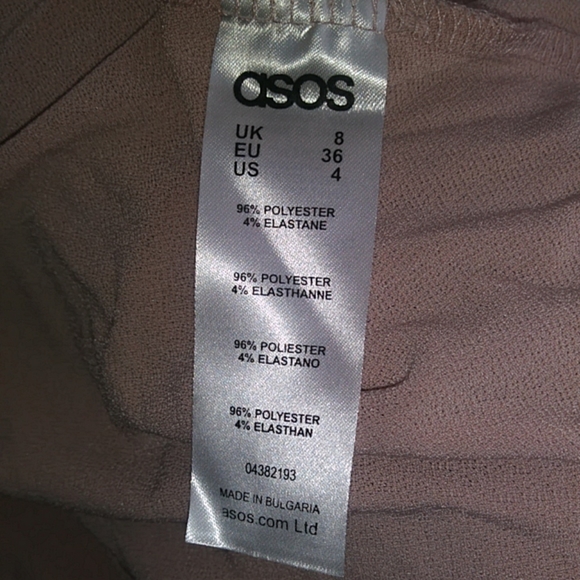 asos
UK 8
EU 36
US 4
96% POLYESTER
4% ELASTANE
96% POLYESTER
4% ELASTHANNE
96% POLIESTER
4% ELASTANO
96% POLYESTER
4% ELASTHAN
04382193
MADE IN BULGARIA
asos.com Ltd